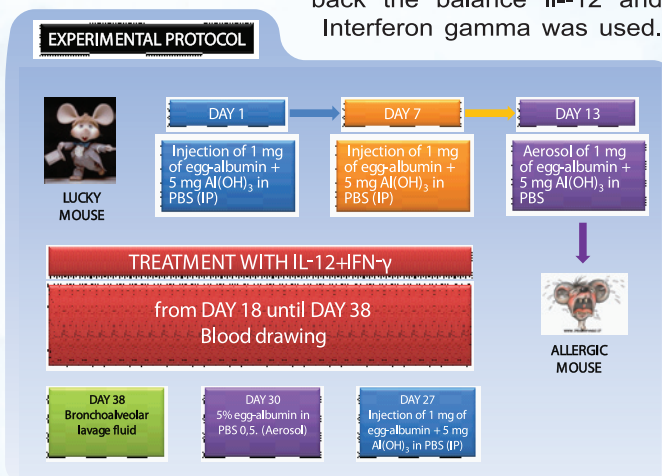 back the balance Il-12 and
Interferon gamma was used.
EXPERIMENTAL PROTOCOL
DAY 1
DAY 7
DAY 13
Injection of 1 mg
of egg-albumin +
5 mg Al(OH)₃ in
PBS (IP)
Injection of 1 mg
of egg-albumin +
5 mg Al(OH)₃ in
PBS (IP)
Aerosol of 1 mg
of egg-albumin +
5 mg Al(OH)₃ in
PBS
LUCKY
MOUSE
TREATMENT WITH IL-12+IFN-γ
from DAY 18 until DAY 38
Blood drawing
ALLERGIC
MOUSE
DAY 38
Bronchoalveolar
lavage fluid
DAY 30
5% egg-albumin in
PBS 0,5. (Aerosol)
DAY 27
Injection of 1 mg of
egg-albumin + 5 mg
Al(OH)₃ in PBS (IP)